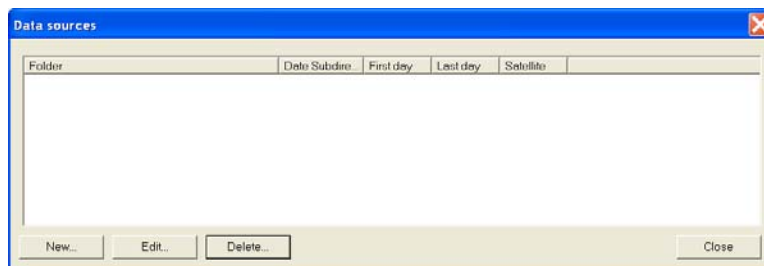 Data sources
Folder Date Subdire... First day Last day Satellite
New... Edit... Delete... Close